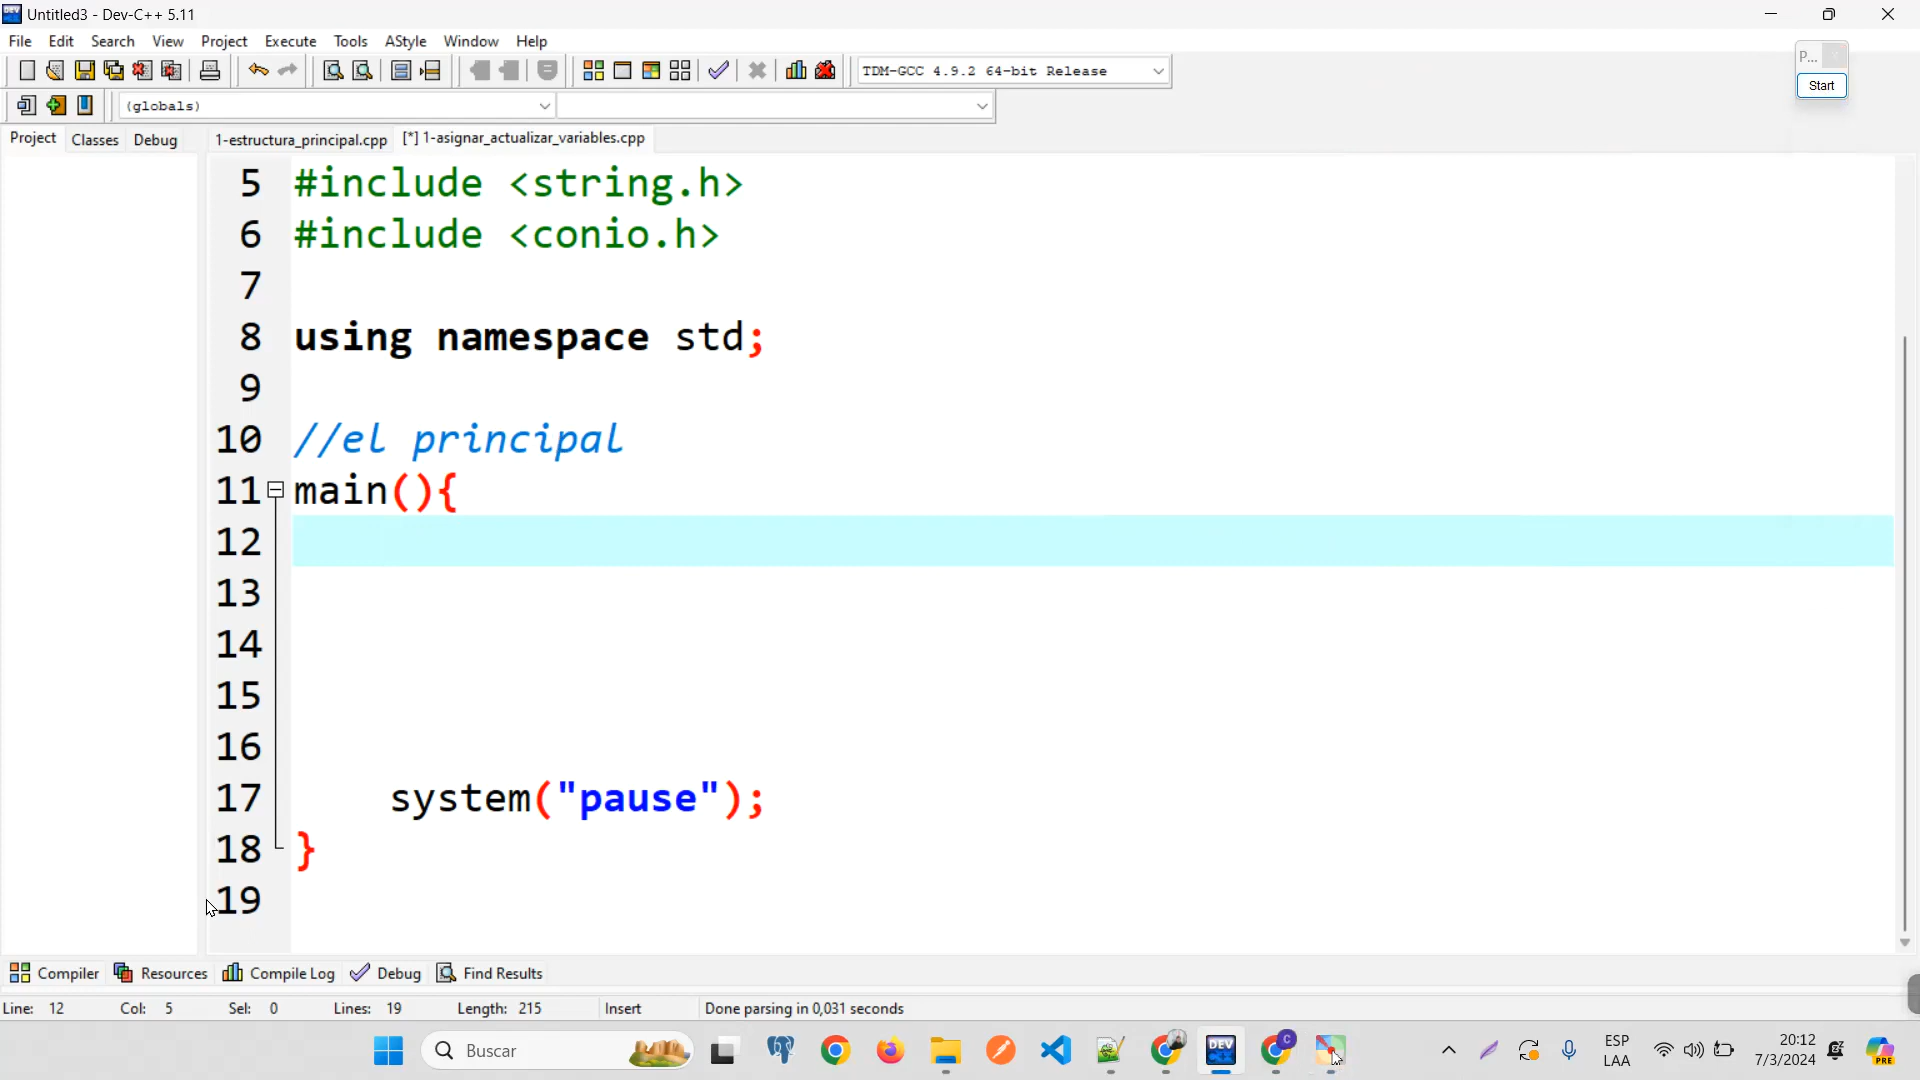 Untitled3 - Dev-C++ 5.11
File Edit Search View Project Execute Tools AStyle Window Help
P...
TDM-GCC 4.9.2 64-bit Release
Start
(globals)
Project Classes Debug 1-estructura_principal.cpp [*] 1-asignar_actualizar_variables.cpp
5 #include <string.h>
6 #include <conio.h>
7
8 using namespace std;
9
10 //el principal
11 main(){
12
13
14
15
16
17 system("pause");
18 }
19
Compiler Resources Compile Log Debug Find Results
Line: 12 Col: 5 Sel: 0 Lines: 19 Length: 215 Insert Done parsing in 0,031 seconds
Buscar
DEV
C
ESP
LAA
20:12
7/3/2024
PRE